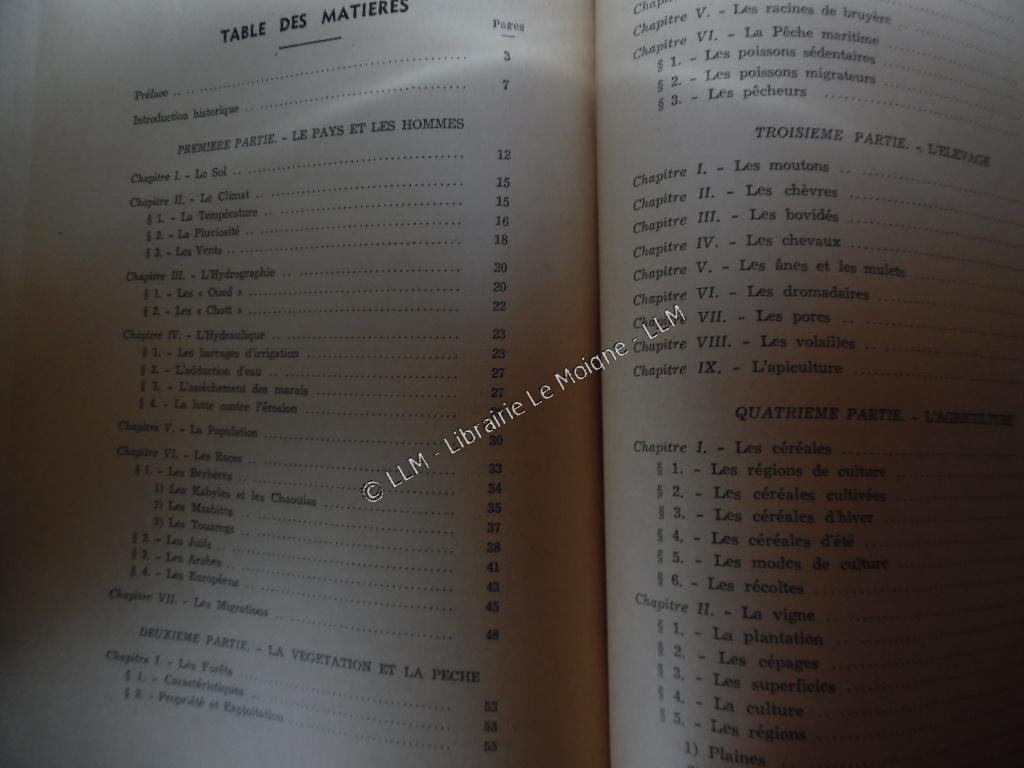 TABLE DES MATIERES
Pages
Préface .. .. 3
Introduction historique .. 7
PREMIERE PARTIE. - LE PAYS ET LES HOMMES
Chapitre I. - Le Sol .. 12
Chapitre II. - Le Climat .. 15
§ 1. - La Température .. 15
§ 2. - La Pluviosité .. 16
§ 3. - Les Vents .. 18
Chapitre III. - L'Hydrographie .. 20
§ 1. - Les « Oued » .. 20
§ 2. - Les « Chott » .. 22
Chapitre IV. - L'Hydraulique .. 23
§ 1. - Les barrages d'irrigation .. 23
§ 2. - L'adduction d'eau .. 27
§ 3. - L'assèchement des marais .. 27
§ 4. - La lutte contre l'érosion
Chapitre V. - La Population .. 30
Chapitre VI. - Les Races .. 33
§ 1. - Les Berbères .. 34
1) Les Kabyles et les Chaouias .. 35
2) Les Mzabites .. 37
3) Les Touaregs .. 38
§ 2. - Les Juifs .. 41
§ 3. - Les Arabes .. 43
§ 4. - Les Européens .. 45
Chapitre VII. - Les Migrations .. 48
DEUXIEME PARTIE. - LA VEGETATION ET LA PECHE
Chapitre I. - Les Forêts .. 53
§ 1. - Caractéristiques .. 53
§ 2. - Propriété et Exploitation .. 55
Chapitre V. - Les racines de bruyère
Chapitre VI. - La Pêche maritime
§ 1. - Les poissons sédentaires
§ 2. - Les poissons migrateurs
§ 3. - Les pêcheurs
TROISIEME PARTIE. - L'ELEVAGE
Chapitre I. - Les moutons ..
Chapitre II. - Les chèvres
Chapitre III. - Les bovidés
Chapitre IV. - Les chevaux
Chapitre V. - Les ânes et les mulets
Chapitre VI. - Les dromadaires
Chapitre VII. - Les porcs ..
Chapitre VIII. - Les volailles ..
Chapitre IX. - L'apiculture
QUATRIEME PARTIE. - L'AGRICULTURE
Chapitre I. - Les céréales
§ 1. - Les régions de culture
§ 2. - Les céréales cultivées
§ 3. - Les céréales d'hiver
§ 4. - Les céréales d'été
§ 5. - Les modes de culture
§ 6. - Les récoltes
Chapitre II. - La vigne ..
§ 1. - La plantation ..
§ 2. - Les cépages
§ 3. - Les superficies
§ 4. - La culture
§ 5. - Les régions
1) Plaines
© LLM - Librairie Le Moigne - LLM